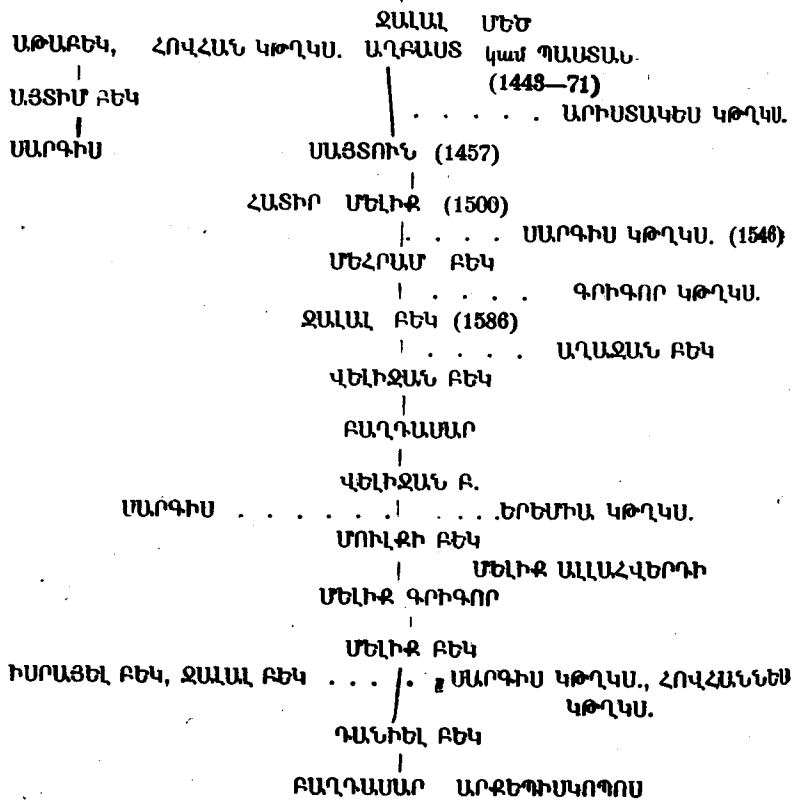 ՋԱԼԱԼ ՄԵԾ
ԱԹԱԲԵԿ, ՀՈՎՀԱՆ ԿԹՂԿՍ. ԱՂԲԱՍՏ կամ ՊԱՍՏԱՆ
(1443—71)
ԱՅՏԻՄ ԲԵԿ
. . . . . ԱՐԻՍՏԱԿԵՍ ԿԹՂԿՍ.
ՍԱՐԳԻՍ ՍԱՅՏՈՒՆ (1457)
ՀԱՏԻՐ ՄԵԼԻՔ (1500)
. . . . ՍԱՐԳԻՍ ԿԹՂԿՍ. (1546)
ՄԵՀՐԱՄ ԲԵԿ
. . . . ԳՐԻԳՈՐ ԿԹՂԿՍ.
ՋԱԼԱԼ ԲԵԿ (1586)
. . . . ԱՂԱՋԱՆ ԲԵԿ
ՎԵԼԻՋԱՆ ԲԵԿ
ԲԱՂԴԱՍԱՐ
ՎԵԼԻՋԱՆ Բ.
ՍԱՐԳԻՍ . . . . . . . . . .ԵՐԵՄԻԱ ԿԹՂԿՍ.
ՄՈՒԼՔԻ ԲԵԿ
ՄԵԼԻՔ ԱԼԼԱՀՎԵՐԴԻ
ՄԵԼԻՔ ԳՐԻԳՈՐ
ՄԵԼԻՔ ԲԵԿ
ԻՍՐԱՅԵԼ ԲԵԿ, ՋԱԼԱԼ ԲԵԿ . . . . ՍԱՐԳԻՍ ԿԹՂԿՍ., ՀՈՎՀԱՆՆԵՍ
ԿԹՂԿՍ.
ԴԱՆԻԵԼ ԲԵԿ
ԲԱՂԴԱՍԱՐ ԱՐՔԵՊԻՍԿՈՊՈՍ